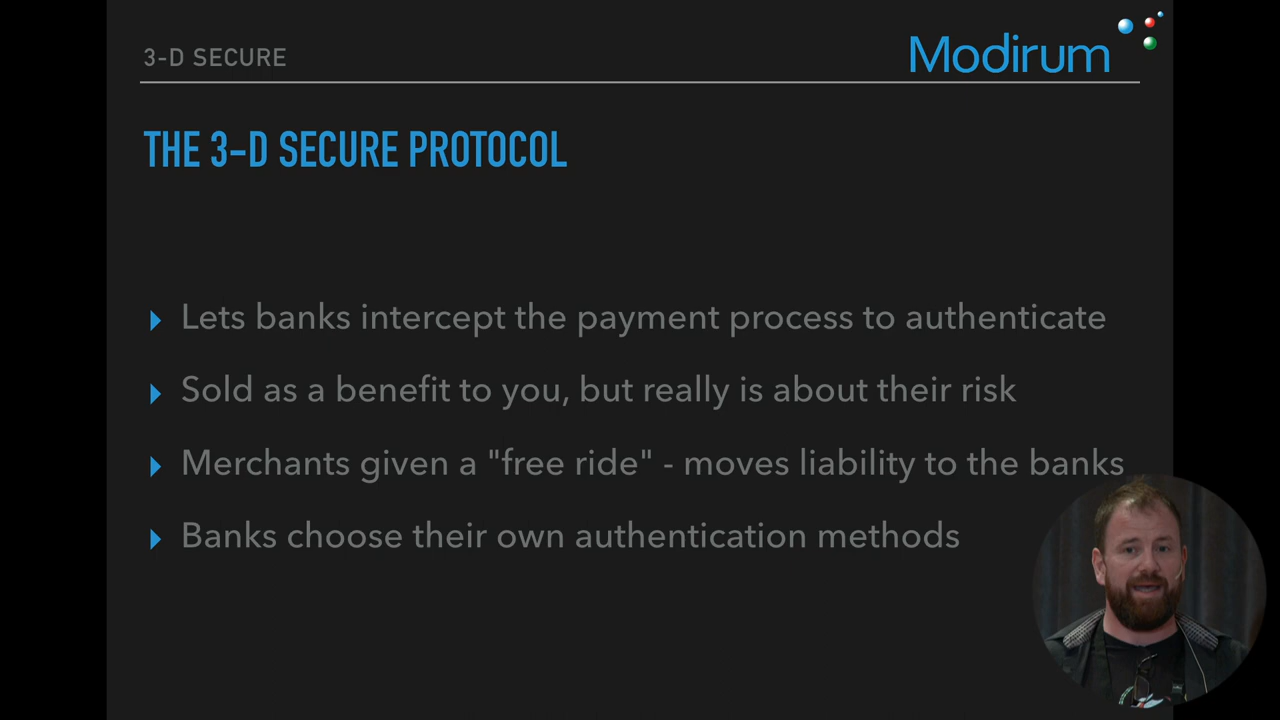 3-D SECURE
Modirum
THE 3-D SECURE PROTOCOL
Lets banks intercept the payment process to authenticate
Sold as a benefit to you, but really is about their risk
Merchants given a "free ride" - moves liability to the banks
Banks choose their own authentication methods